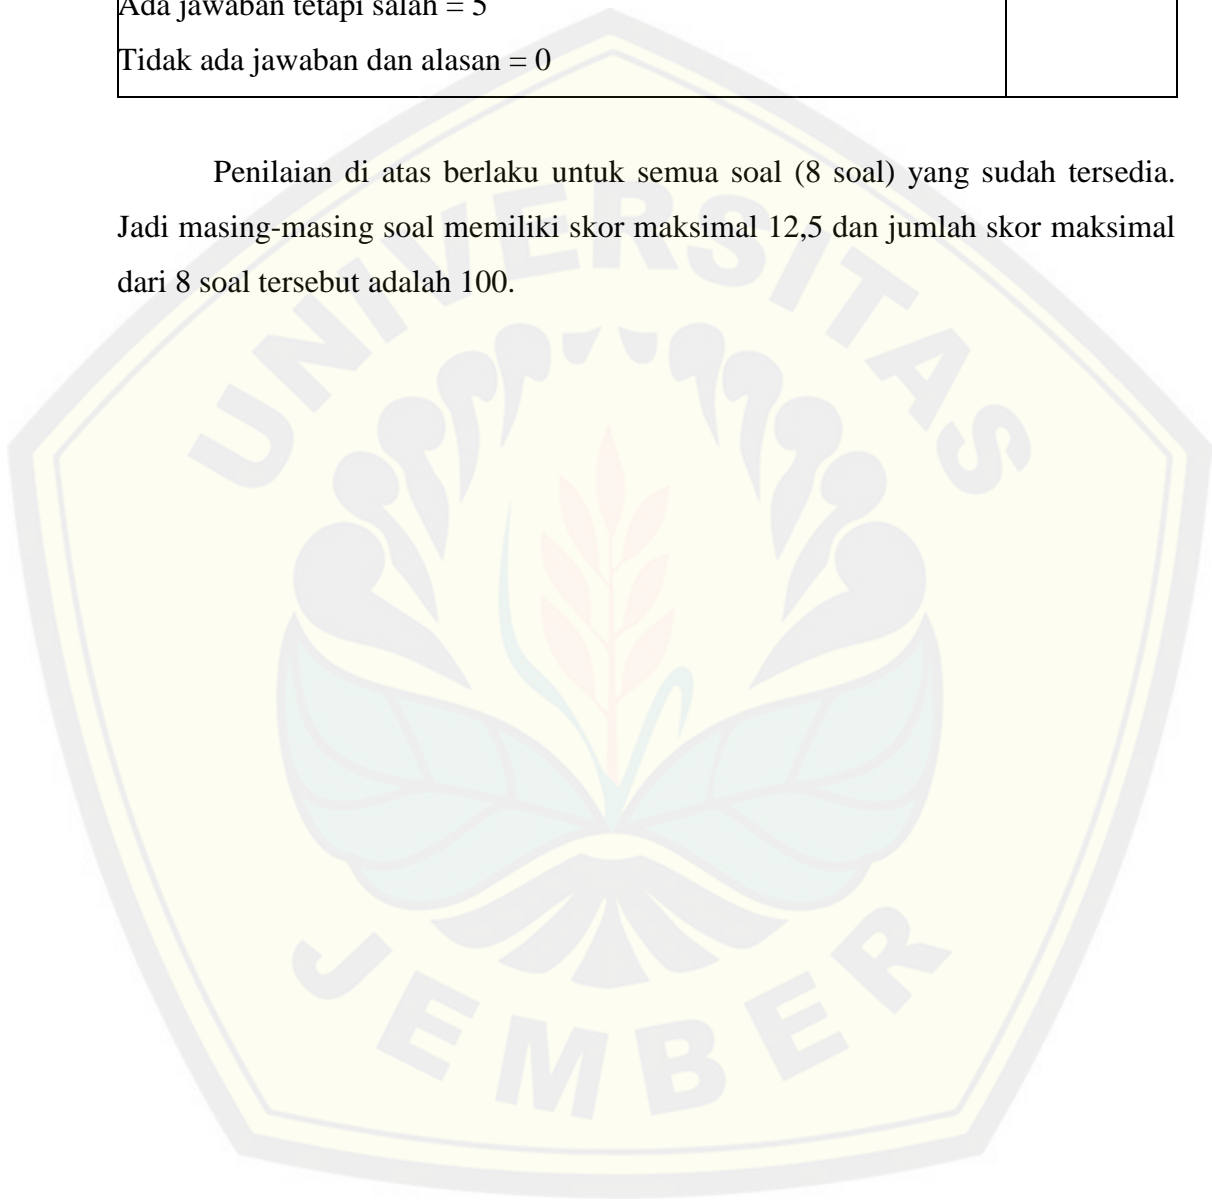 Ada jawaban tetapi salah = 5
Tidak ada jawaban dan alasan = 0
Penilaian di atas berlaku untuk semua soal (8 soal) yang sudah tersedia.
Jadi masing-masing soal memiliki skor maksimal 12,5 dan jumlah skor maksimal
dari 8 soal tersebut adalah 100.
UNIVERSITAS
JEMBER